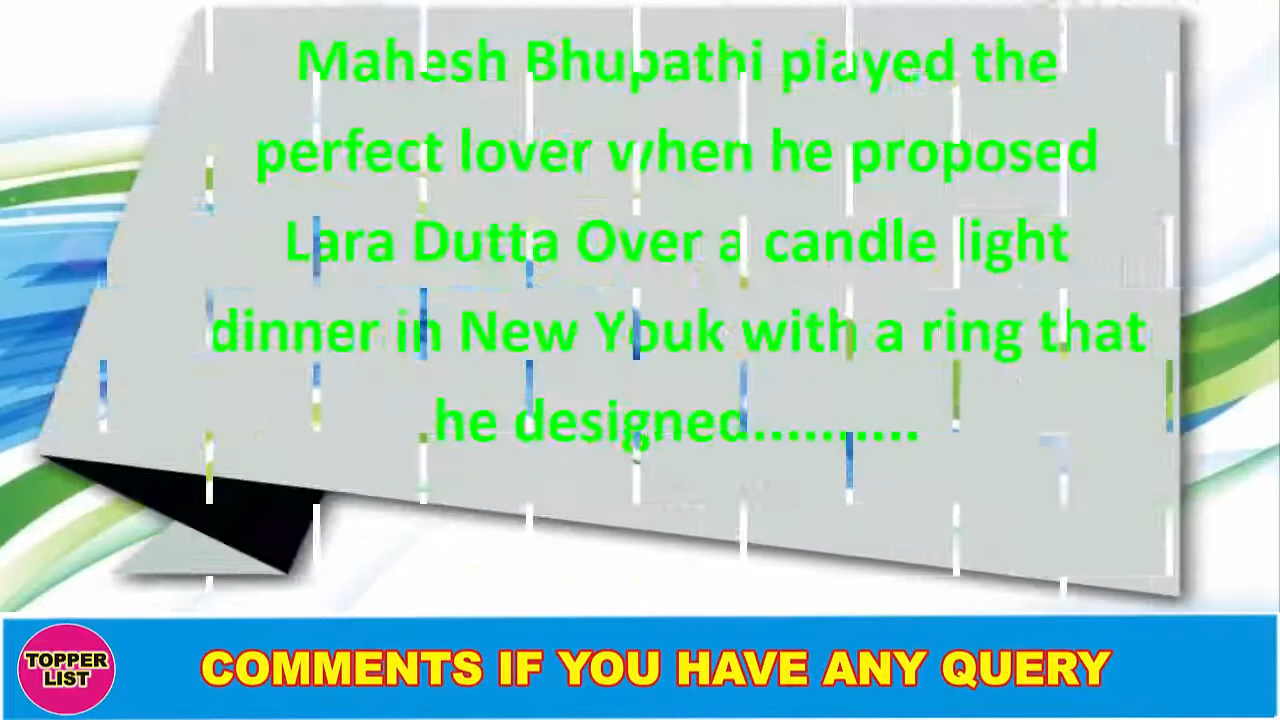 Mahesh Bhupathi played the
perfect lover when he proposed
Lara Dutta Over a candle light
dinner in New Youk with a ring that
he designed..........
TOPPER
LIST
COMMENTS IF YOU HAVE ANY QUERY